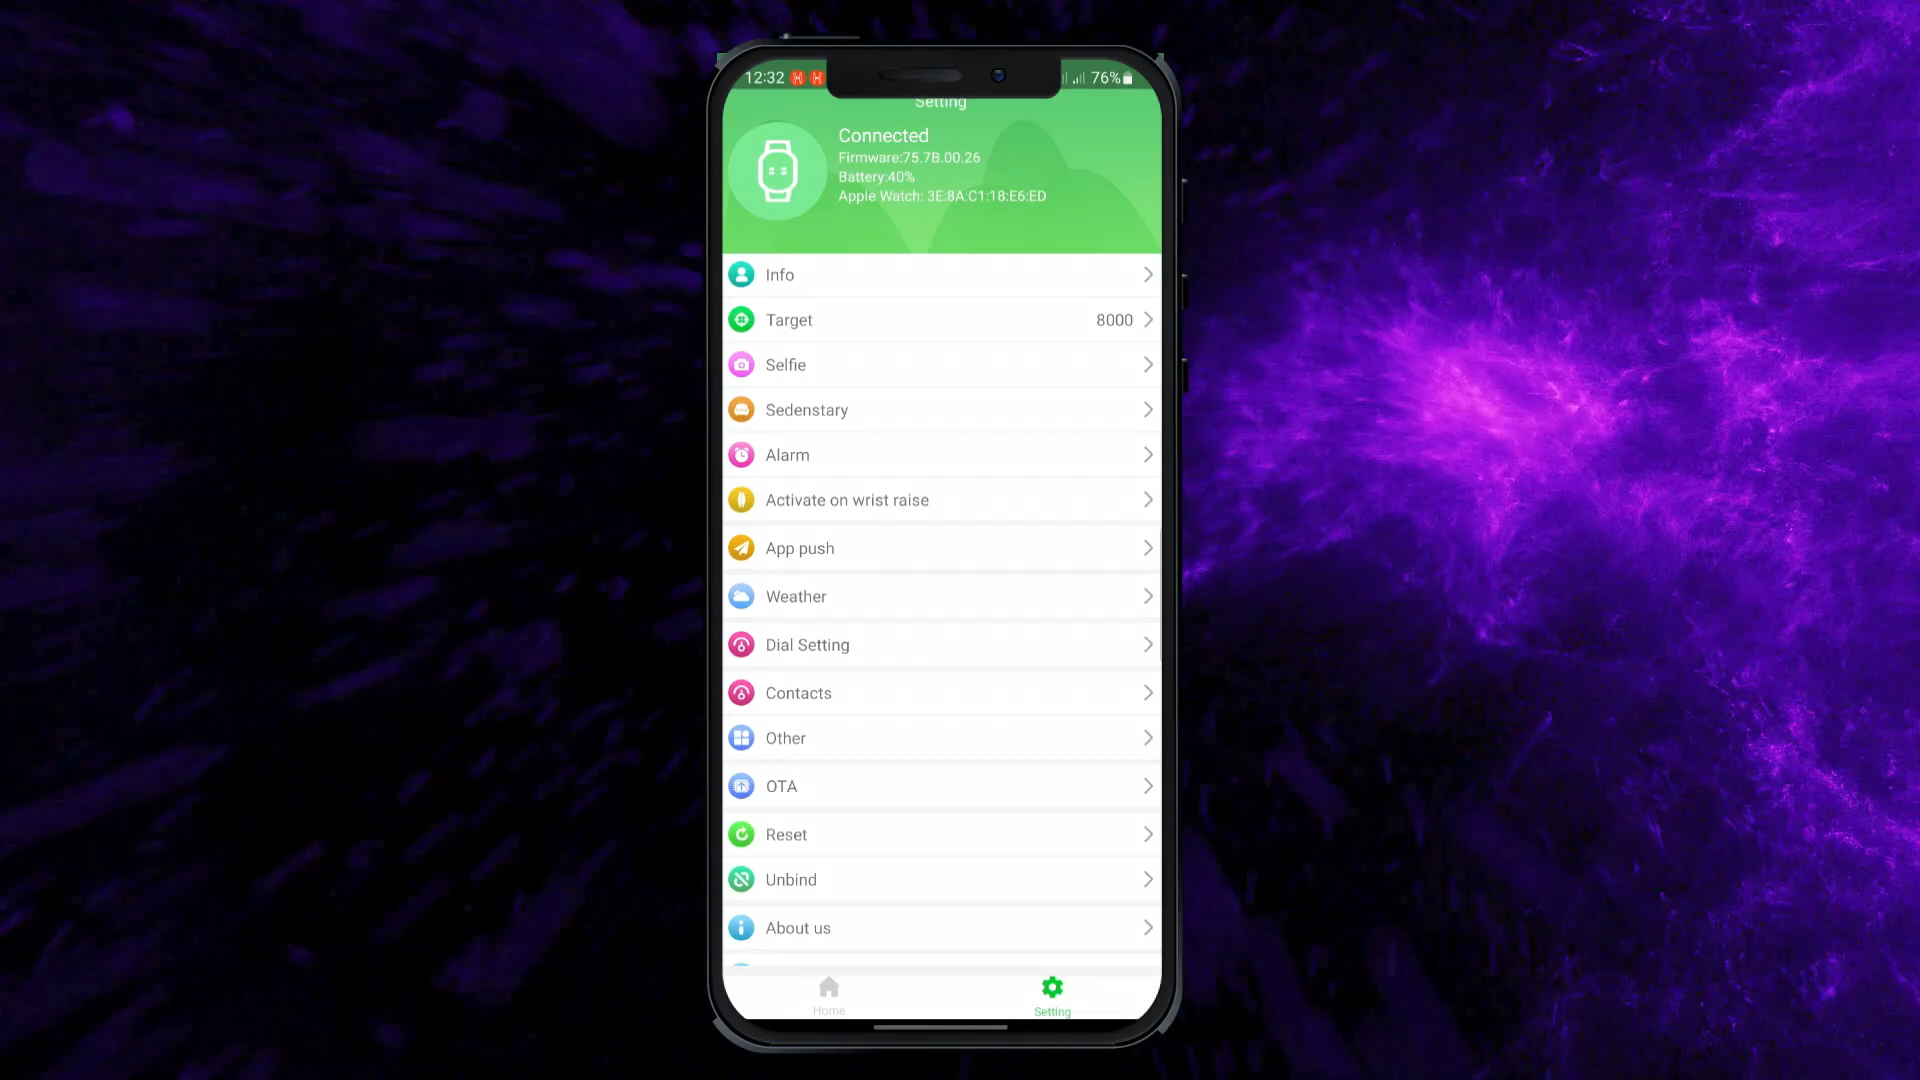 12:32 76%
Setting
Connected
Firmware:75.7B.00.26
Battery:40%
Apple Watch: 3E:8A:C1:18:E6:ED
Info
Target 8000
Selfie
Sedenstary
Alarm
Activate on wrist raise
App push
Weather
Dial Setting
Contacts
Other
OTA
Reset
Unbind
About us
Home Setting